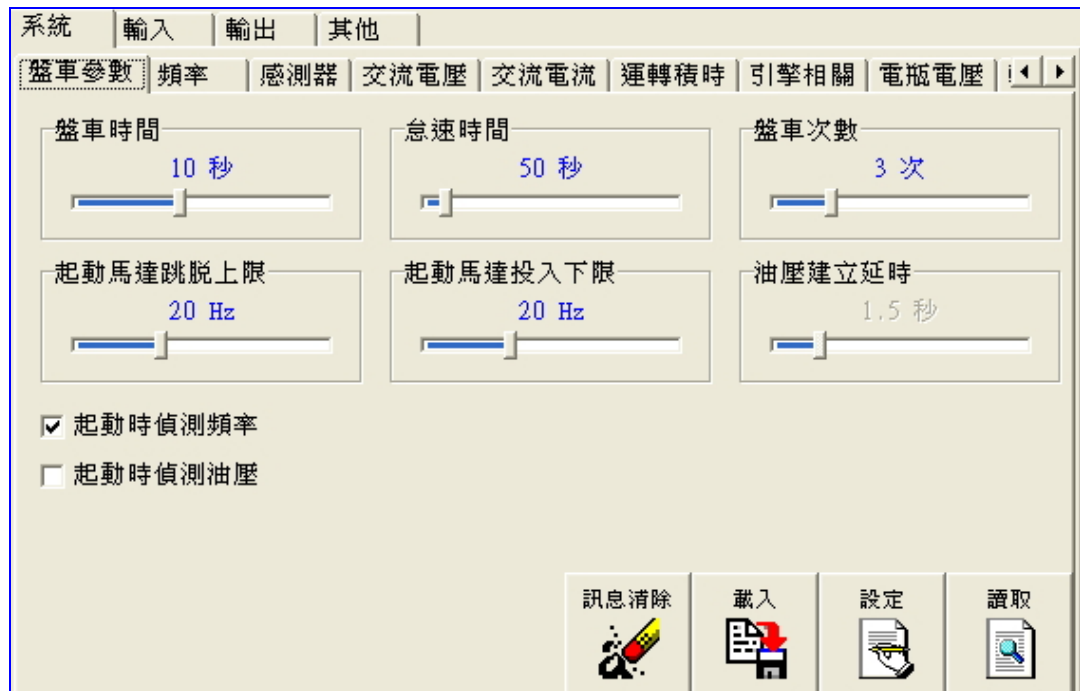 系統 輸入 輸出 其他
盤車參數 頻率 感測器 交流電壓 交流電流 運轉積時 引擎相關 電瓶電壓
盤車時間 怠速時間 盤車次數
10 秒 50 秒 3 次
起動馬達跳脫上限 起動馬達投入下限 油壓建立延時
20 Hz 20 Hz 1.5 秒
起動時偵測頻率
起動時偵測油壓
訊息清除 載入 設定 讀取